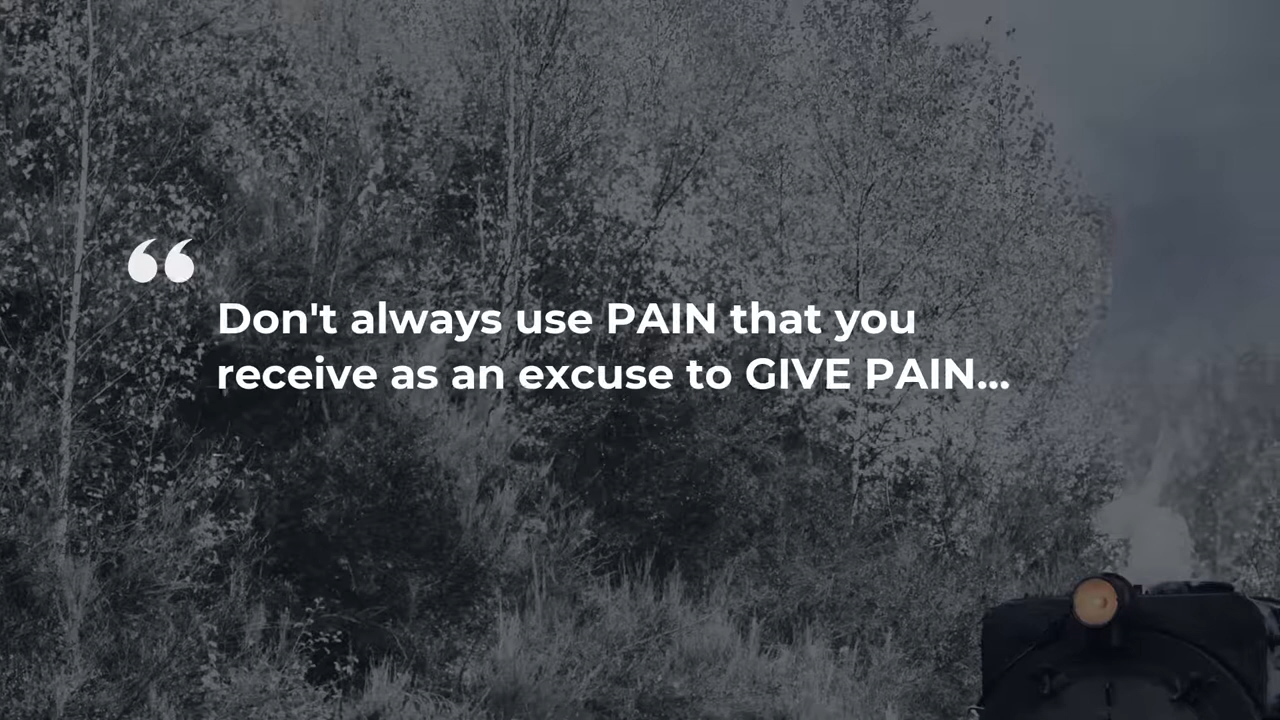 “
Don't always use PAIN that you
receive as an excuse to GIVE PAIN...